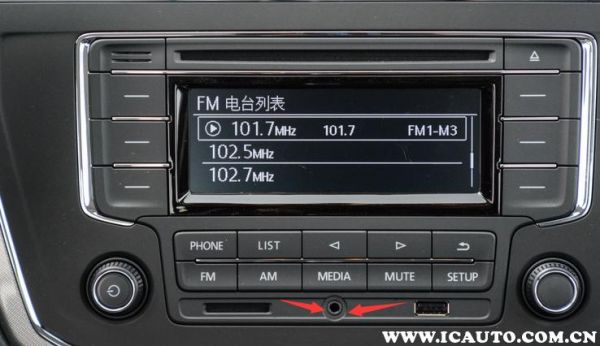 FM 电台列表
101.7MHz 101.7 FM1-M3
102.5MHz
102.7MHz
PHONE LIST
FM AM MEDIA MUTE SETUP
WWW.ICAUTO.COM.CN